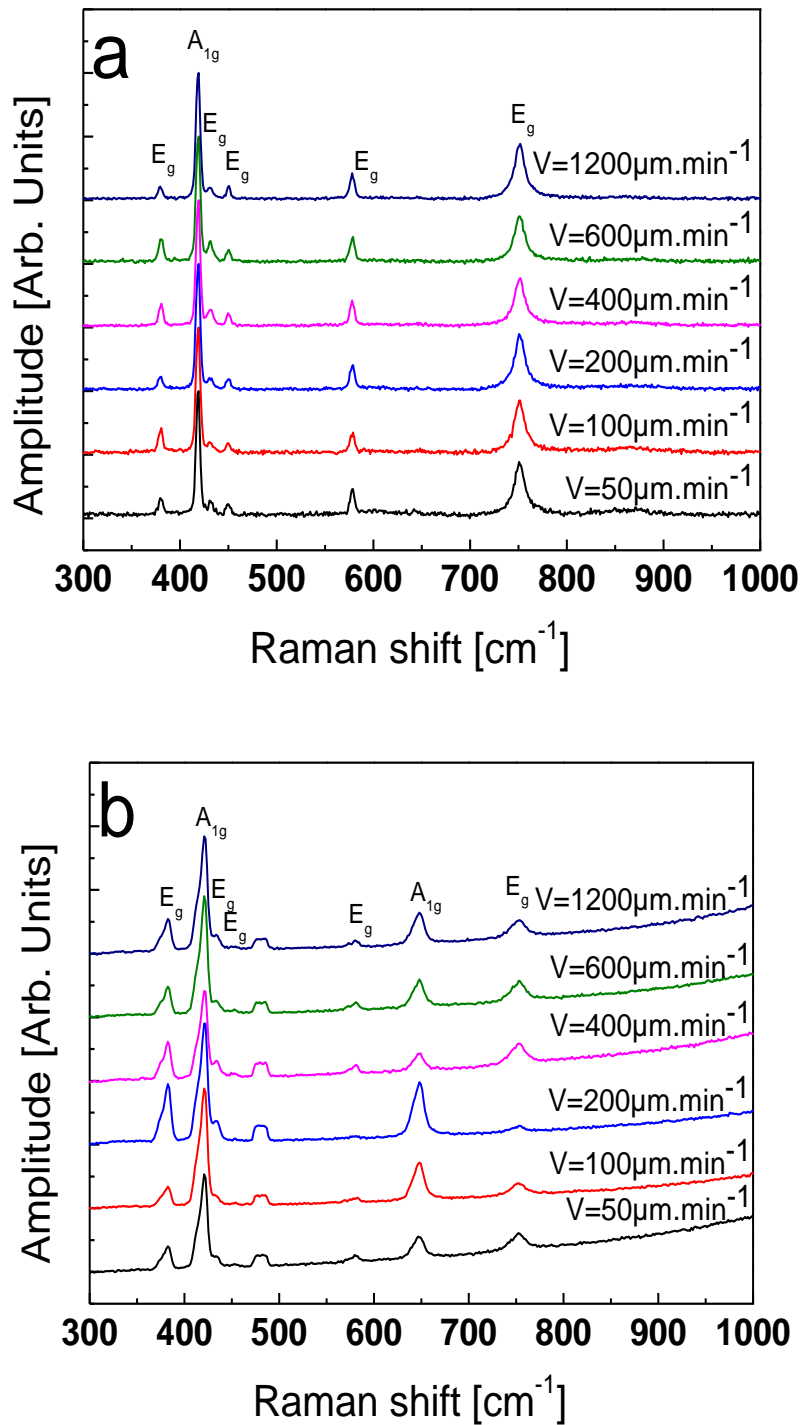 a
A1g
Eg
Eg
Eg
Eg
Eg
V=1200µm.min-1
V=600µm.min-1
V=400µm.min-1
V=200µm.min-1
V=100µm.min-1
V=50µm.min-1
Amplitude [Arb. Units]
300 400 500 600 700 800 900 1000
Raman shift [cm-1]
b
A1g
Eg
Eg
Eg
Eg
A1g
Eg
V=1200µm.min-1
V=600µm.min-1
V=400µm.min-1
V=200µm.min-1
V=100µm.min-1
V=50µm.min-1
Amplitude [Arb. Units]
300 400 500 600 700 800 900 1000
Raman shift [cm-1]